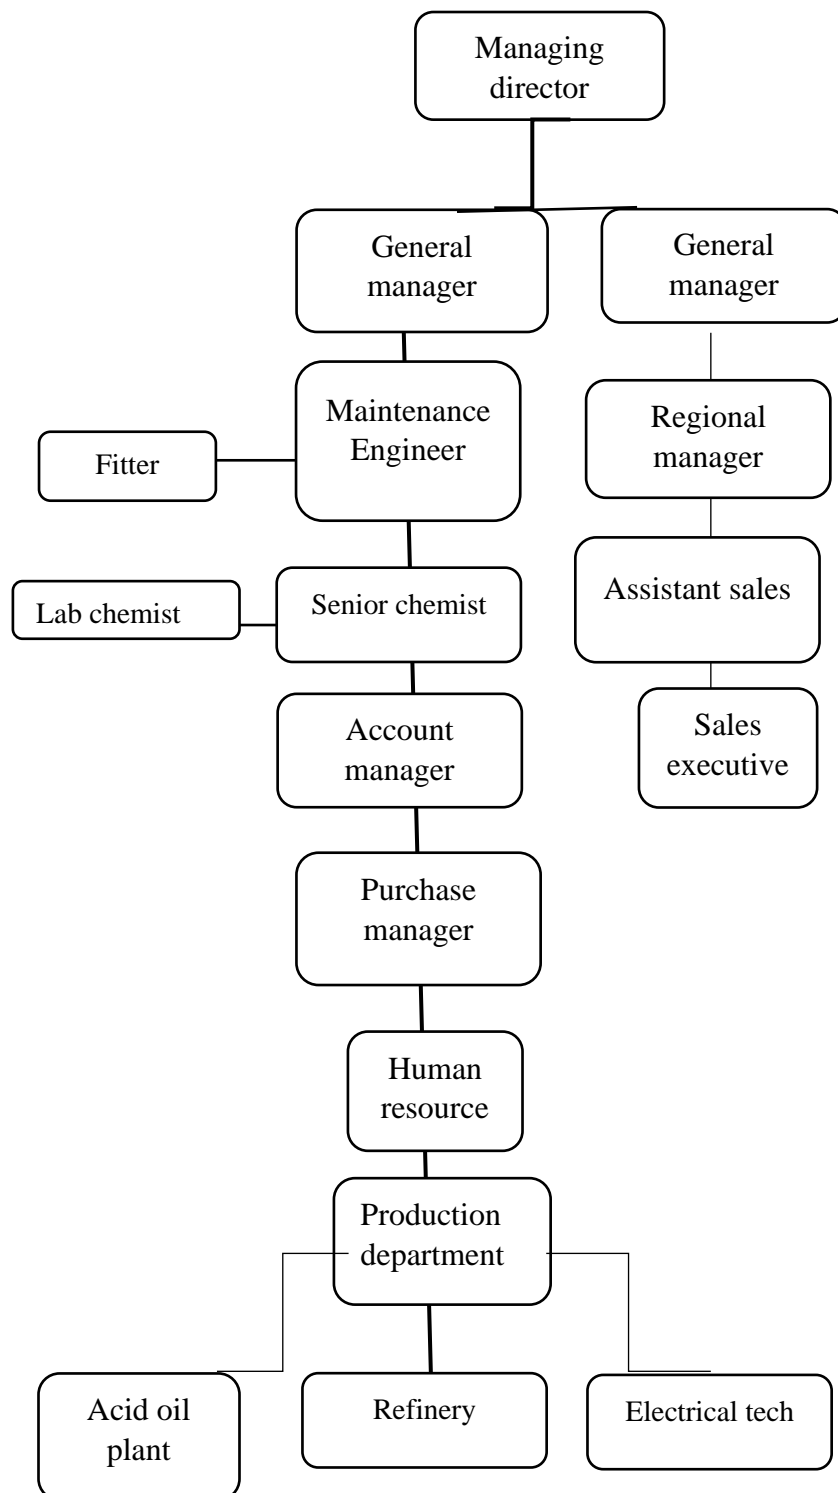 Managing
director
General
manager
General
manager
Maintenance
Engineer
Regional
manager
Fitter
Assistant sales
Lab chemist
Senior chemist
Account
manager
Sales
executive
Purchase
manager
Human
resource
Production
department
Acid oil
plant
Refinery
Electrical tech